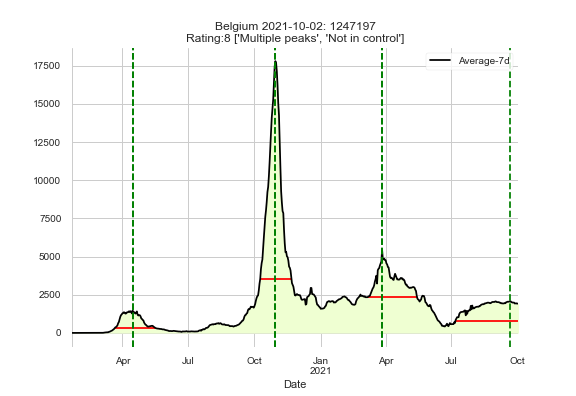 Belgium 2021-10-02: 1247197
Rating:8 ['Multiple peaks', 'Not in control']
Average-7d
17500
15000
12500
10000
7500
5000
2500
0
Apr Jul Oct Jan Apr Jul Oct
2021
Date